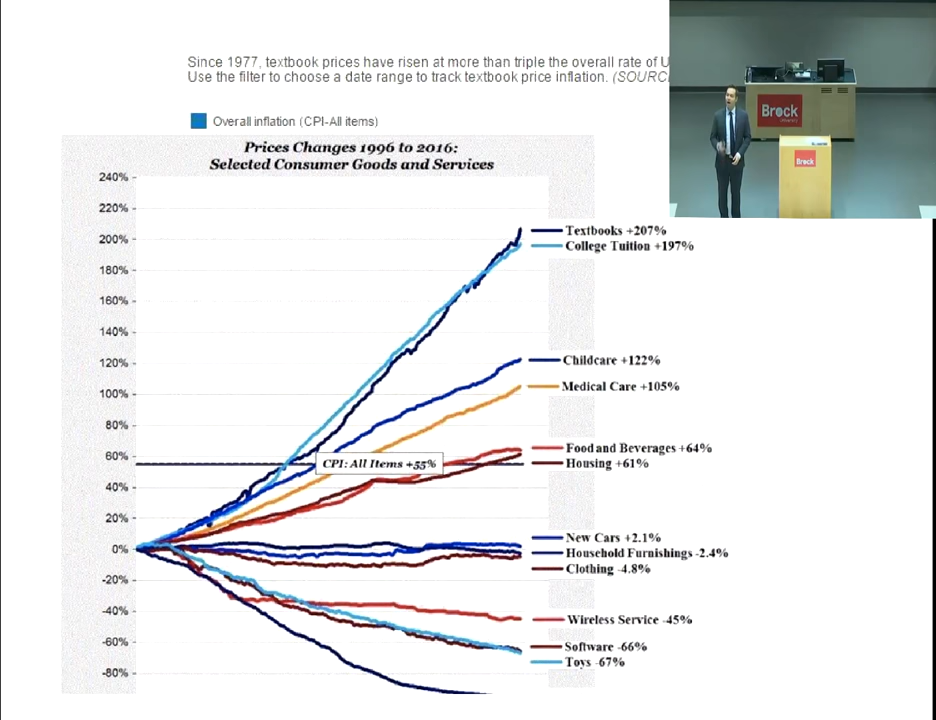 Since 1977, textbook prices have risen at more than triple the overall rate of U
Use the filter to choose a date range to track textbook price inflation. (SOURC
Overall inflation (CPI-All items)
Prices Changes 1996 to 2016:
Selected Consumer Goods and Services
240%
220%
200%
180%
160%
140%
120%
100%
80%
60%
40%
20%
0%
-20%
-40%
-60%
-80%
CPI: All Items +55%
Textbooks +207%
College Tuition +197%
Childcare +122%
Medical Care +105%
Food and Beverages +64%
Housing +61%
New Cars +2.1%
Household Furnishings -2.4%
Clothing -4.8%
Wireless Service -45%
Software -66%
Toys -67%
Brock
Brock